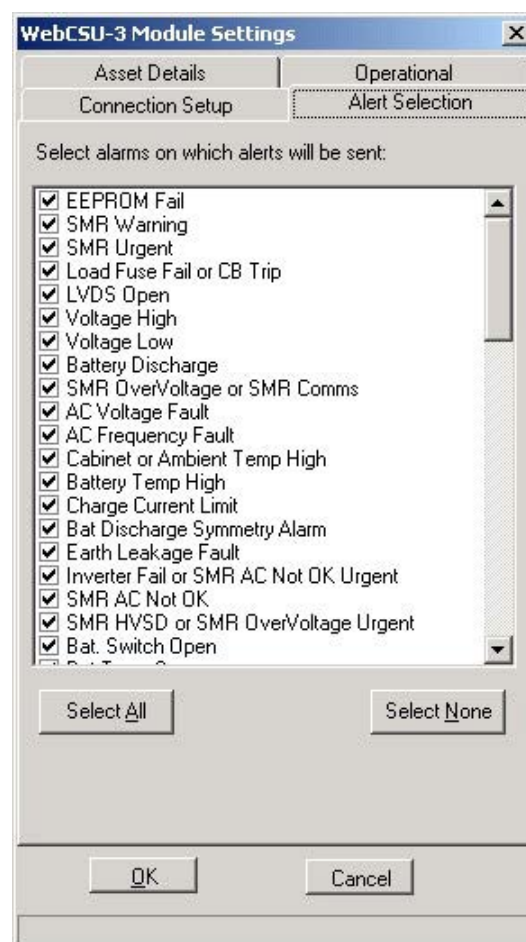 WebCSU-3 Module Settings
Asset Details
Operational
Connection Setup
Alert Selection
Select alarms on which alerts will be sent:
EEPROM Fail
SMR Warning
SMR Urgent
Load Fuse Fail or CB Trip
LVDS Open
Voltage High
Voltage Low
Battery Discharge
SMR OverVoltage or SMR Comms
AC Voltage Fault
AC Frequency Fault
Cabinet or Ambient Temp High
Battery Temp High
Charge Current Limit
Bat Discharge Symmetry Alarm
Earth Leakage Fault
Inverter Fail or SMR AC Not OK Urgent
SMR AC Not OK
SMR HVSD or SMR OverVoltage Urgent
Bat. Switch Open
Select All
Select None
OK
Cancel